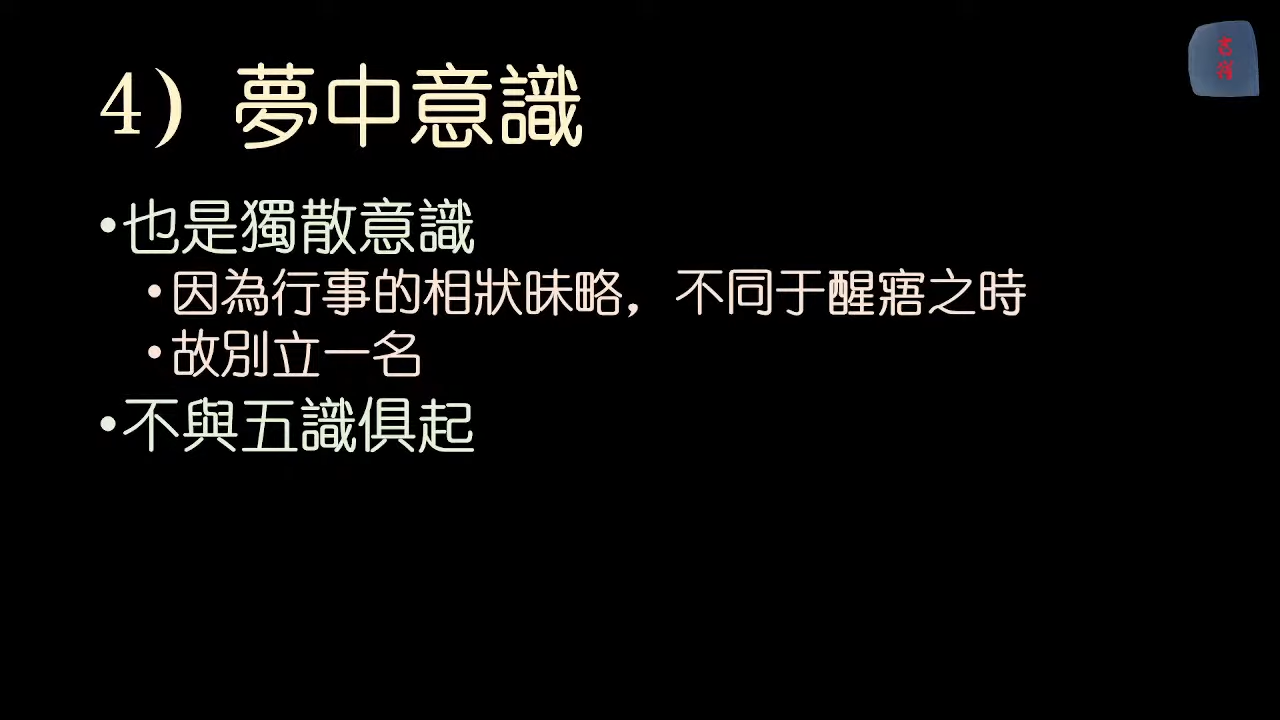 4）夢中意識
•也是獨散意識
•因為行事的相狀昧略，不同于醒寤之時
•故別立一名
•不與五識俱起
吉祥